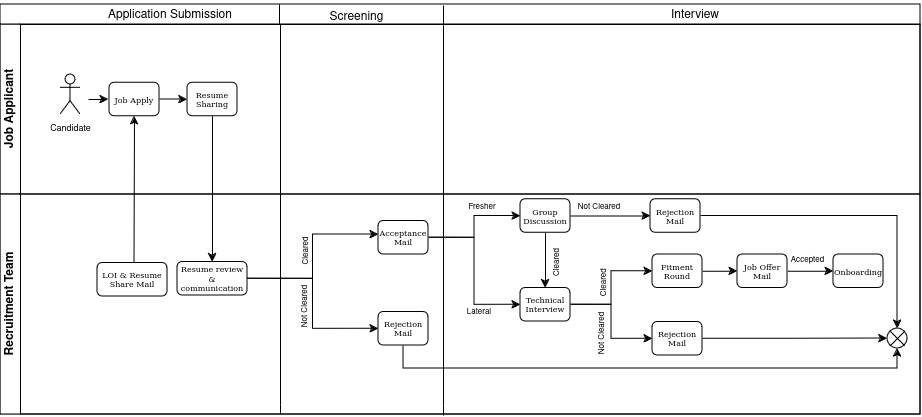 Application Submission
Screening
Interview
Job Applicant
Candidate
Job Apply
Resume
Sharing
Recruitment Team
LOI & Resume
Share Mail
Resume review
&
communication
Cleared
Not Cleared
Acceptance
Mail
Rejection
Mail
Fresher
Lateral
Group
Discussion
Not Cleared
Rejection
Mail
Cleared
Technical
Interview
Cleared
Not Cleared
Fitment
Round
Job Offer
Mail
Accepted
Onboarding
Rejection
Mail